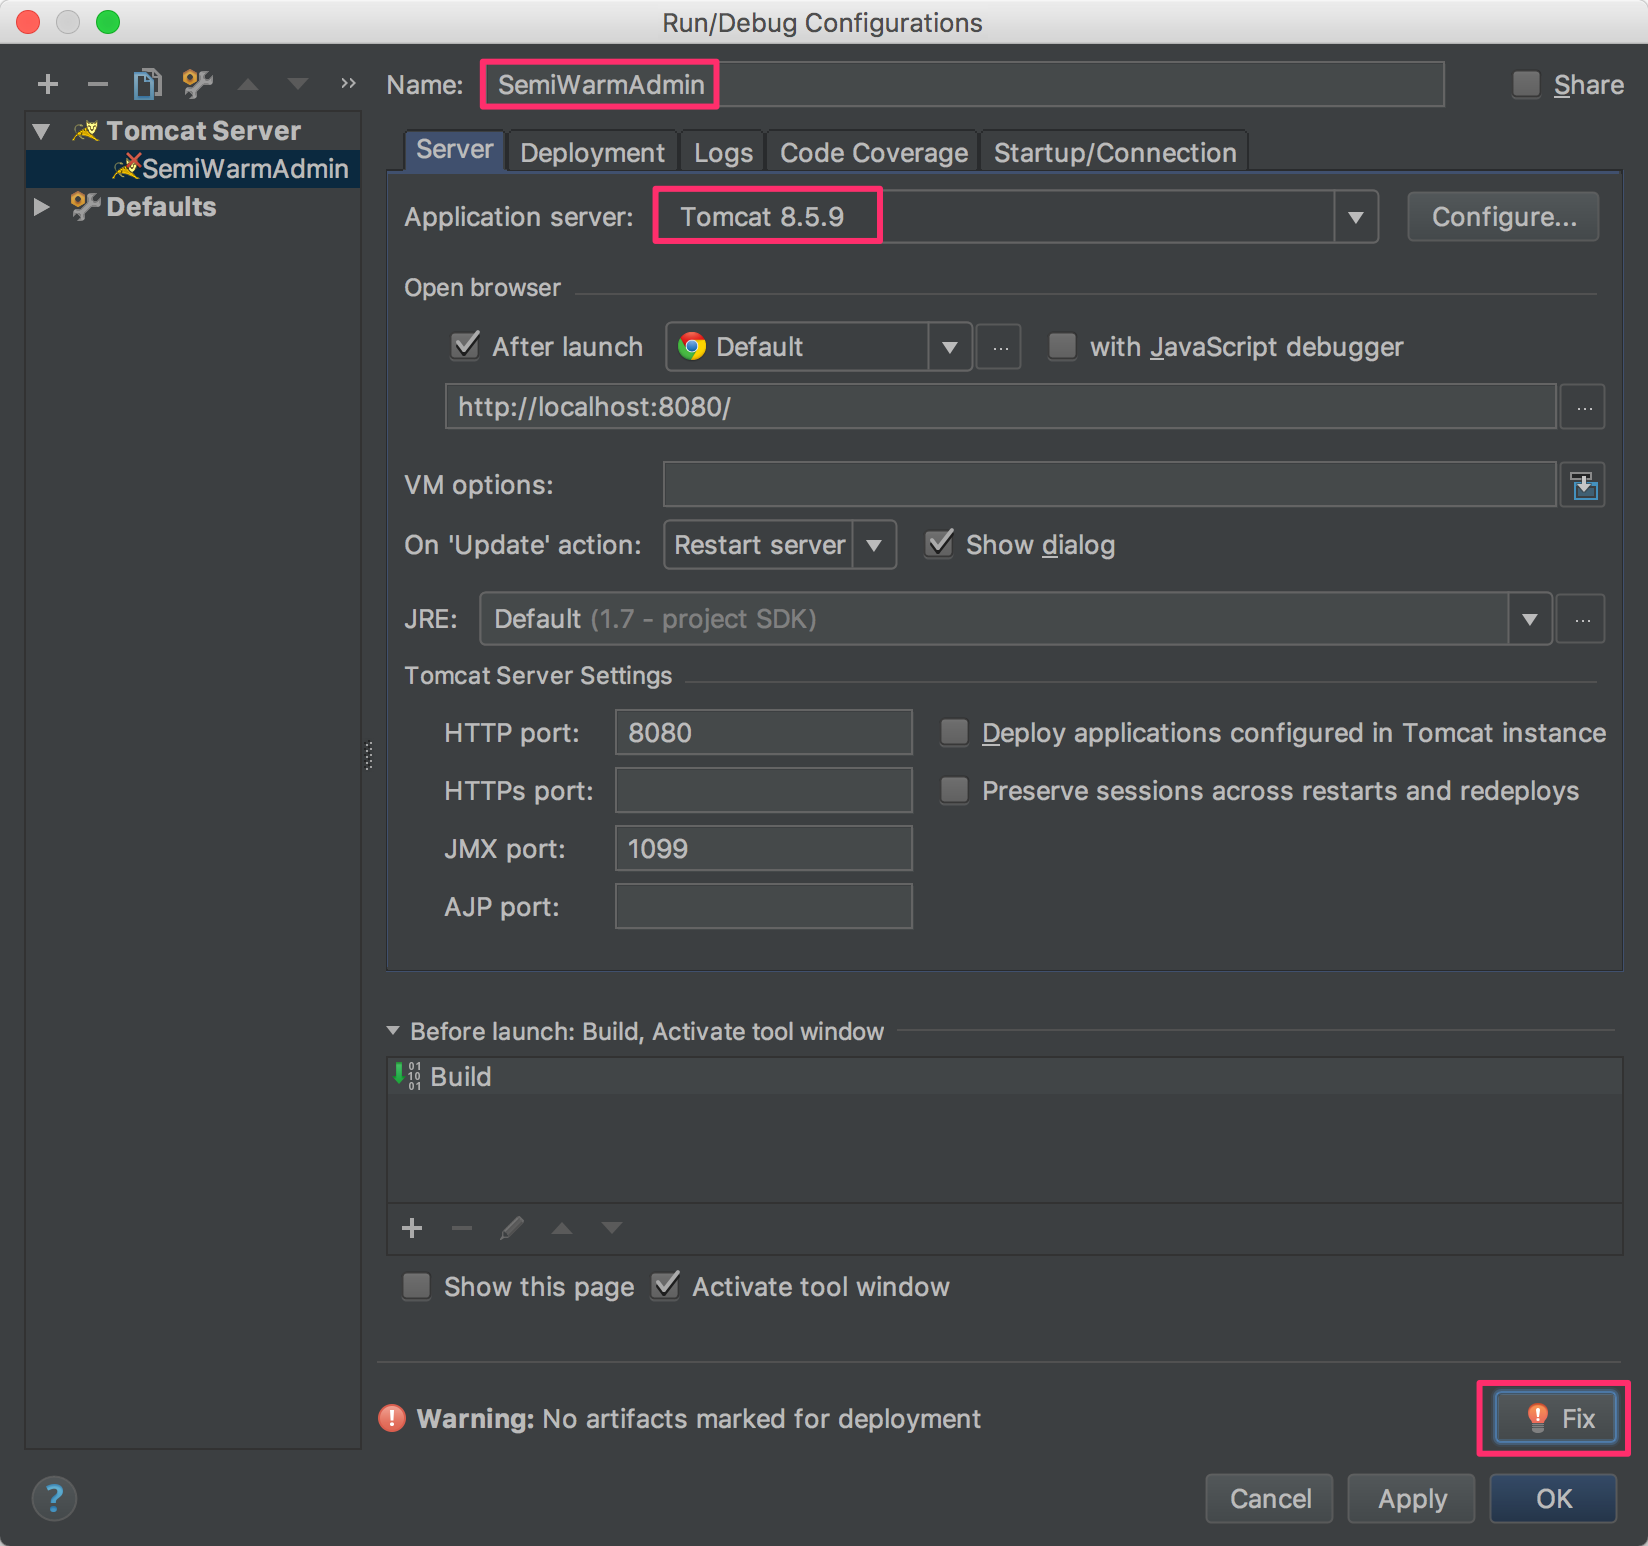 Run/Debug Configurations
Name: SemiWarmAdmin
Share
Tomcat Server
SemiWarmAdmin
Defaults
Server Deployment Logs Code Coverage Startup/Connection
Application server: Tomcat 8.5.9 Configure...
Open browser
After launch Default ... with JavaScript debugger
http://localhost:8080/ ...
VM options:
On 'Update' action: Restart server Show dialog
JRE: Default (1.7 - project SDK) ...
Tomcat Server Settings
HTTP port: 8080 Deploy applications configured in Tomcat instance
HTTPs port: Preserve sessions across restarts and redeploys
JMX port: 1099
AJP port:
Before launch: Build, Activate tool window
Build
Show this page Activate tool window
Warning: No artifacts marked for deployment Fix
? Cancel Apply OK